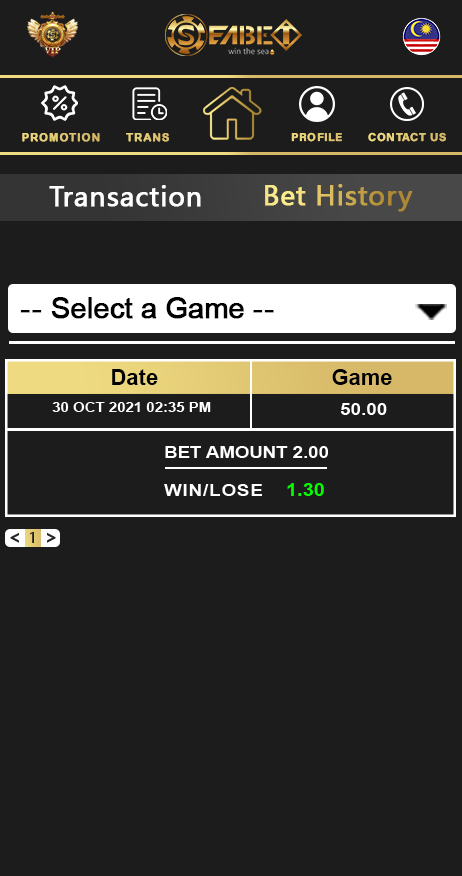 VIP
SEABET
win the sea
PROMOTION TRANS PROFILE CONTACT US
Transaction Bet History
-- Select a Game --
Date Game
30 OCT 2021 02:35 PM 50.00
BET AMOUNT 2.00
WIN/LOSE 1.30
< 1 >